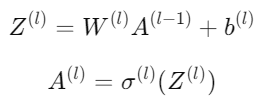 Z^{(l)} = W^{(l)} A^{(l-1)} + b^{(l)}
A^{(l)} = σ^{(l)}(Z^{(l)})